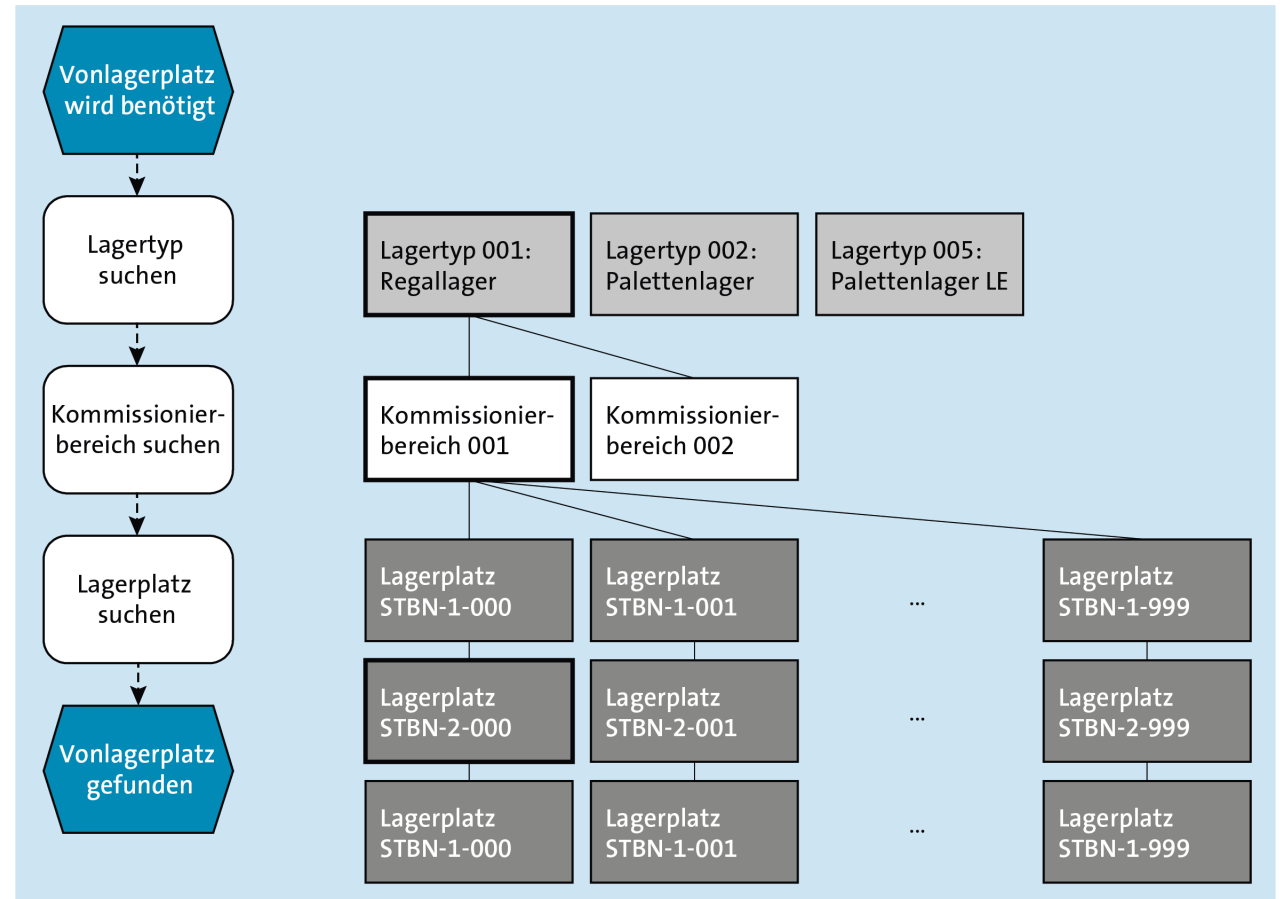 Vonlagerplatz
wird benötigt
Lagertyp
suchen
Lagertyp 001:
Regallager
Lagertyp 002:
Palettenlager
Lagertyp 005:
Palettenlager LE
Kommissionier-
bereich suchen
Kommissionier-
bereich 001
Kommissionier-
bereich 002
Lagerplatz
suchen
Lagerplatz
STBN-1-000
Lagerplatz
STBN-1-001
...
Lagerplatz
STBN-1-999
Lagerplatz
STBN-2-000
Lagerplatz
STBN-2-001
...
Lagerplatz
STBN-2-999
Vonlagerplatz
gefunden
Lagerplatz
STBN-1-000
Lagerplatz
STBN-1-001
...
Lagerplatz
STBN-1-999